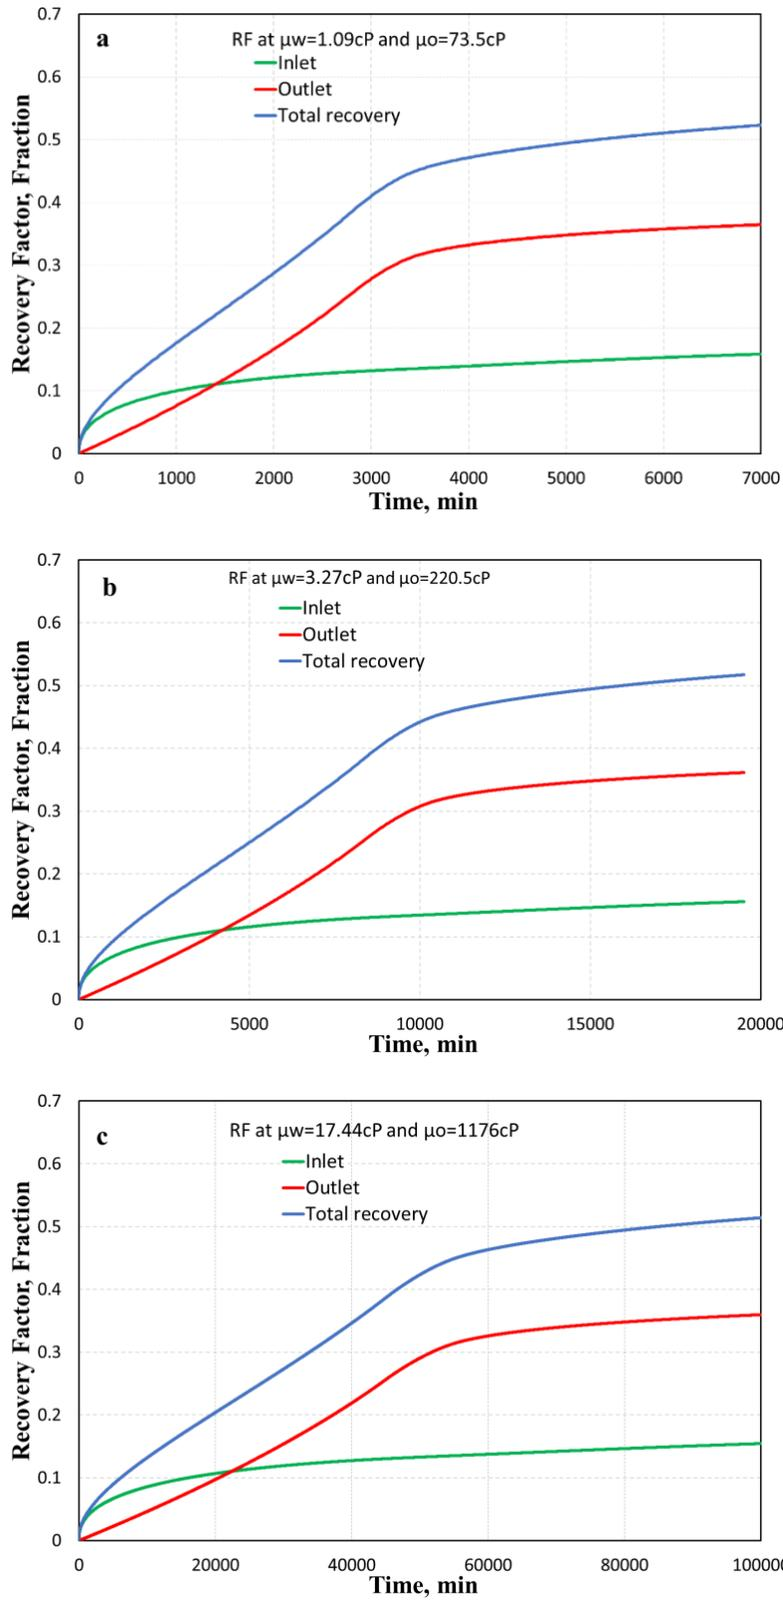 a
RF at µw=1.09cP and µo=73.5cP
Inlet
Outlet
Total recovery
Recovery Factor, Fraction
0.7
0.6
0.5
0.4
0.3
0.2
0.1
0
0 1000 2000 3000 4000 5000 6000 7000
Time, min
b
RF at µw=3.27cP and µo=220.5cP
Inlet
Outlet
Total recovery
Recovery Factor, Fraction
0.7
0.6
0.5
0.4
0.3
0.2
0.1
0
0 5000 10000 15000 20000
Time, min
c
RF at µw=17.44cP and µo=1176cP
Inlet
Outlet
Total recovery
Recovery Factor, Fraction
0.7
0.6
0.5
0.4
0.3
0.2
0.1
0
0 20000 40000 60000 80000
Time, min